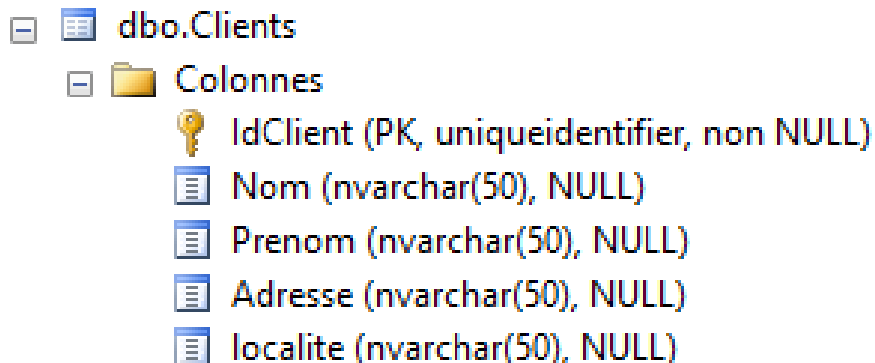 dbo.Clients
Colonnes
IdClient (PK, uniqueidentifier, non NULL)
Nom (nvarchar(50), NULL)
Prenom (nvarchar(50), NULL)
Adresse (nvarchar(50), NULL)
localite (nvarchar(50), NULL)